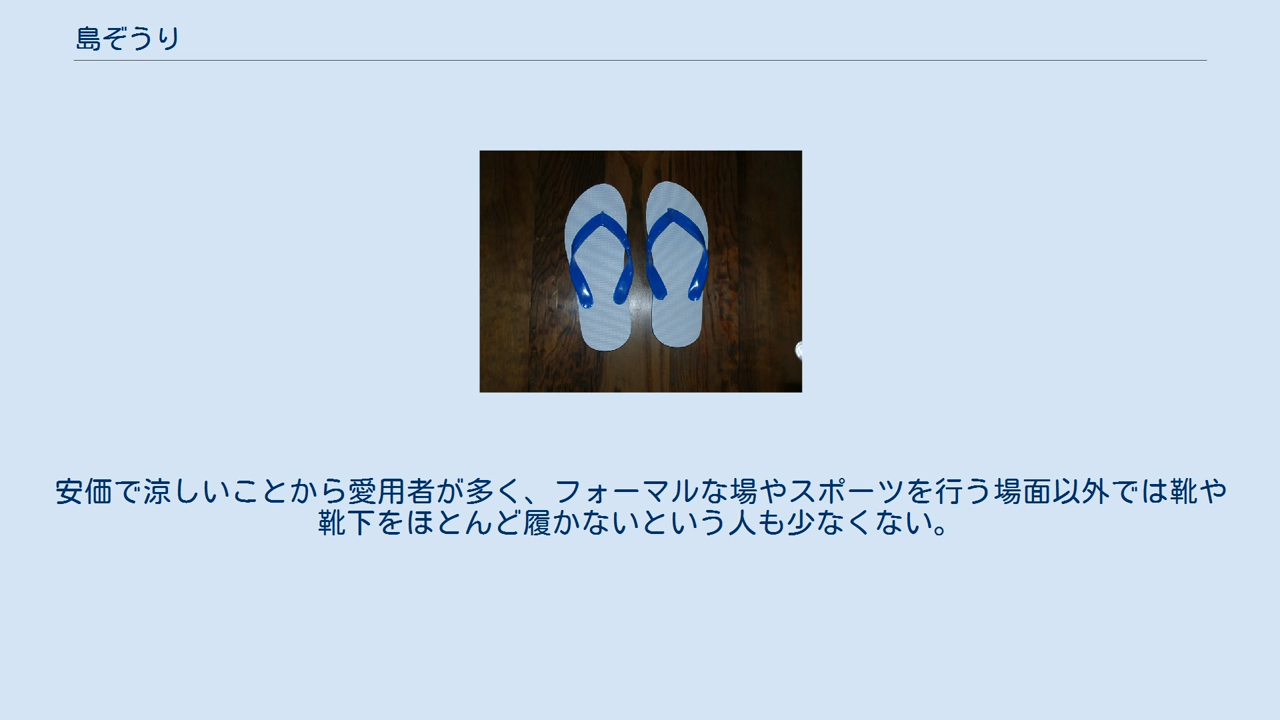 島ぞうり
安価で涼しいことから愛用者が多く、フォーマルな場やスポーツを行う場面以外では靴や
靴下をほとんど履かないという人も少なくない。